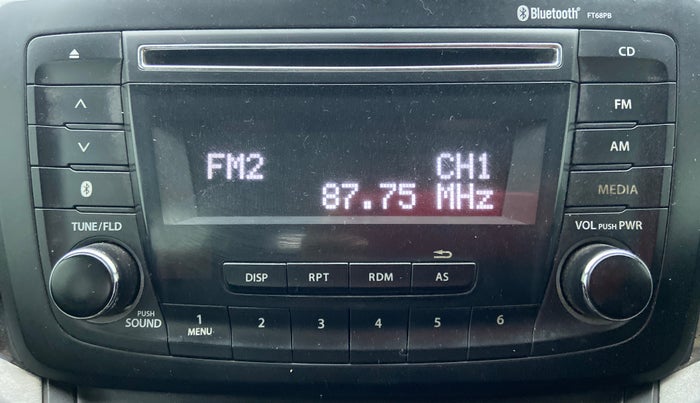 Bluetooth® FT68PB
CD
FM
AM
MEDIA
FM2 CH1
87.75 MHz
TUNE/FLD
VOL PUSH PWR
DISP RPT RDM AS
PUSH
SOUND
1 2 3 4 5 6
MENU